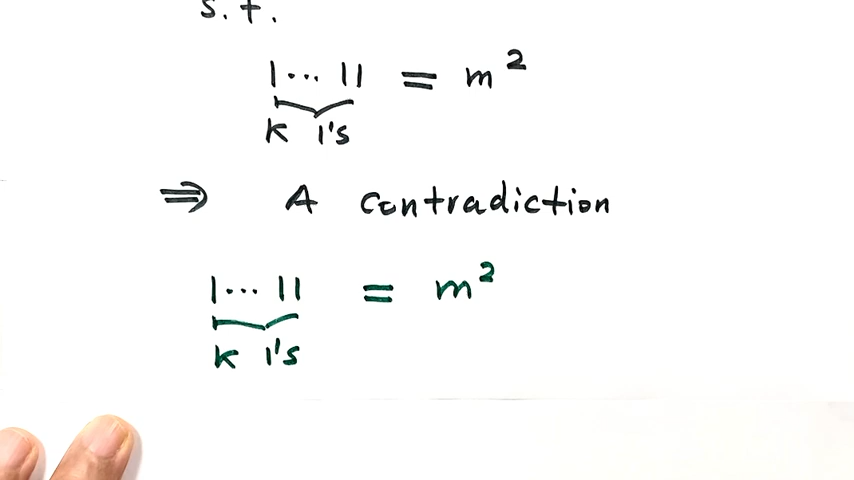 s.t.
1... 11 = m²
k 1's
⇒ A contradiction
1... 11 = m²
k 1's